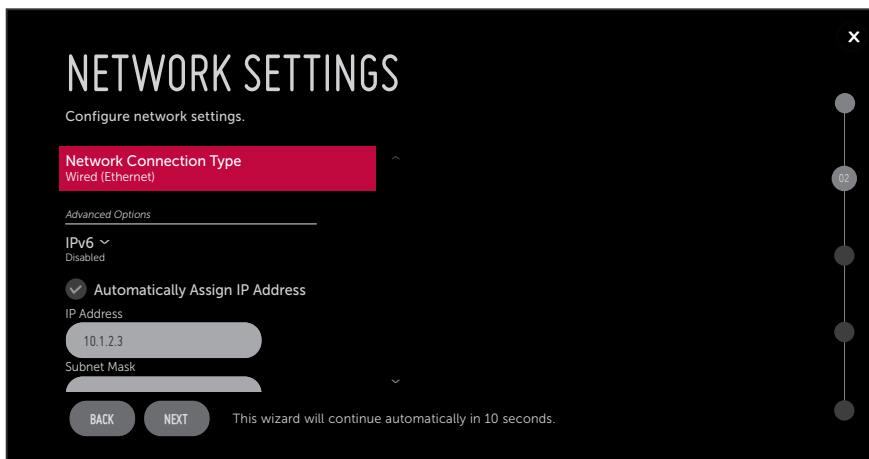 X
NETWORK SETTINGS
Configure network settings.
Network Connection Type
Wired (Ethernet)
02
Advanced Options
IPv6
Disabled
Automatically Assign IP Address
IP Address
10.1.2.3
Subnet Mask
BACK NEXT This wizard will continue automatically in 10 seconds.